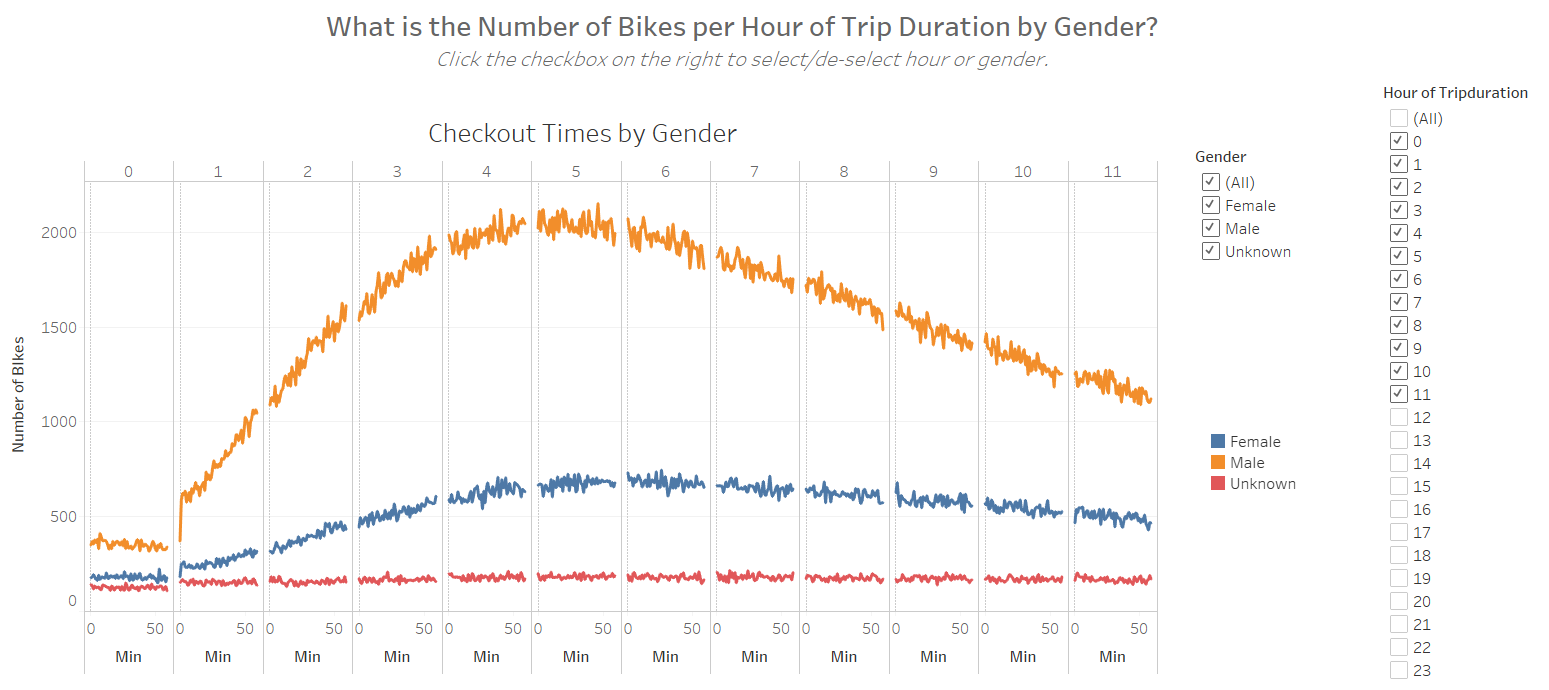 What is the Number of Bikes per Hour of Trip Duration by Gender?
Click the checkbox on the right to select/de-select hour or gender.
Checkout Times by Gender
0 1 2 3 4 5 6 7 8 9 10 11
Number of Bikes
2000
1500
1000
500
0
0 50 0 50 0 50 0 50 0 50 0 50 0 50 0 50 0 50 0 50 0 50 0 50
Min Min Min Min Min Min Min Min Min Min Min Min
Gender
(All)
Female
Male
Unknown
Female
Male
Unknown
Hour of Tripduration
(All)
0
1
2
3
4
5
6
7
8
9
10
11
12
13
14
15
16
17
18
19
20
21
22
23